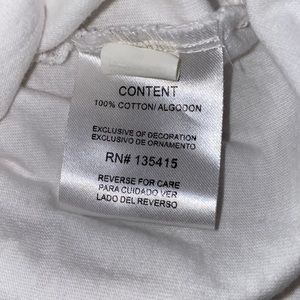 CONTENT
100% COTTON/ALGODON
EXCLUSIVE OF DECORATION
EXCLUSIVO DE ORNAMENTO
RN# 135415
REVERSE FOR CARE
PARA CUIDADO VER
LADO DEL REVERSO